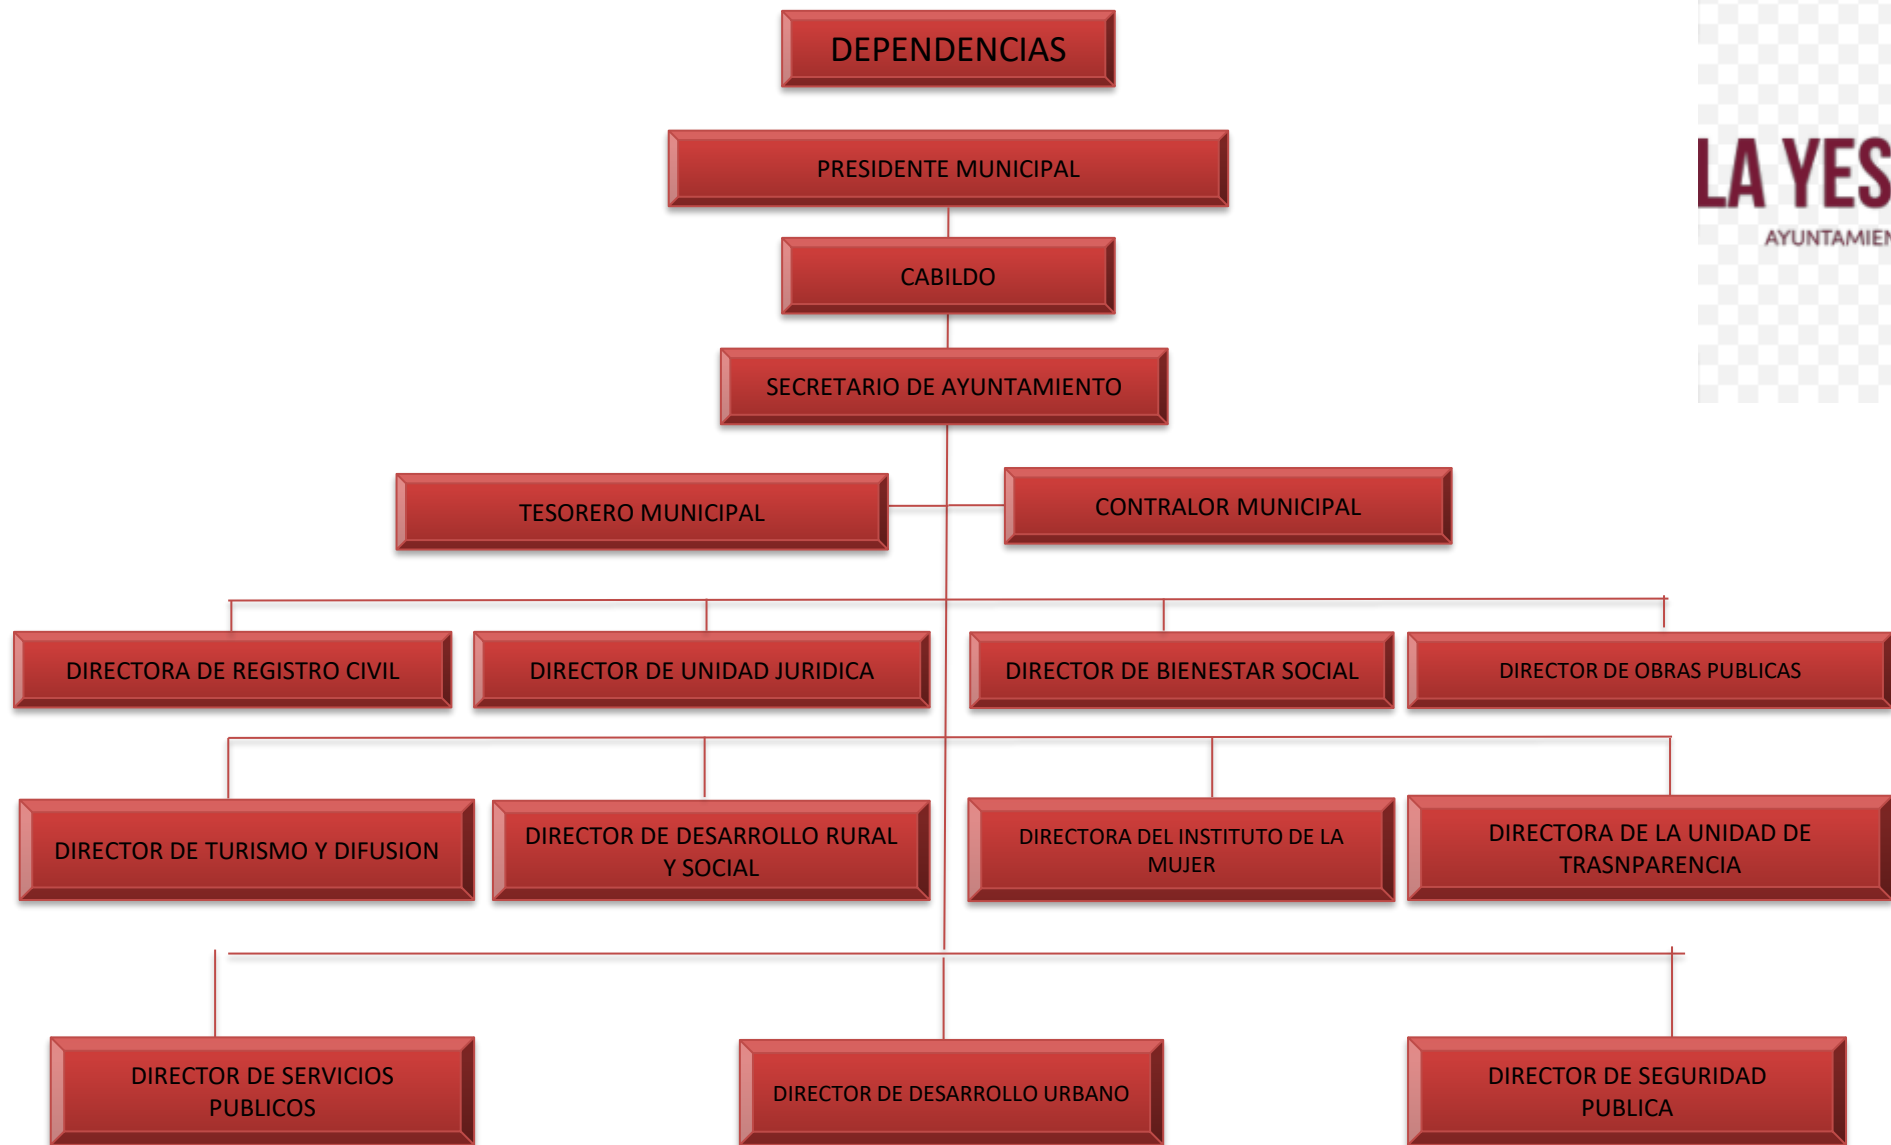 DEPENDENCIAS
PRESIDENTE MUNICIPAL
LA YES
AYUNTAMIEN
CABILDO
SECRETARIO DE AYUNTAMIENTO
TESORERO MUNICIPAL
CONTRALOR MUNICIPAL
DIRECTORA DE REGISTRO CIVIL
DIRECTOR DE UNIDAD JURIDICA
DIRECTOR DE BIENESTAR SOCIAL
DIRECTOR DE OBRAS PUBLICAS
DIRECTOR DE TURISMO Y DIFUSION
DIRECTOR DE DESARROLLO RURAL
Y SOCIAL
DIRECTORA DEL INSTITUTO DE LA
MUJER
DIRECTORA DE LA UNIDAD DE
TRASNPARENCIA
DIRECTOR DE SERVICIOS
PUBLICOS
DIRECTOR DE DESARROLLO URBANO
DIRECTOR DE SEGURIDAD
PUBLICA